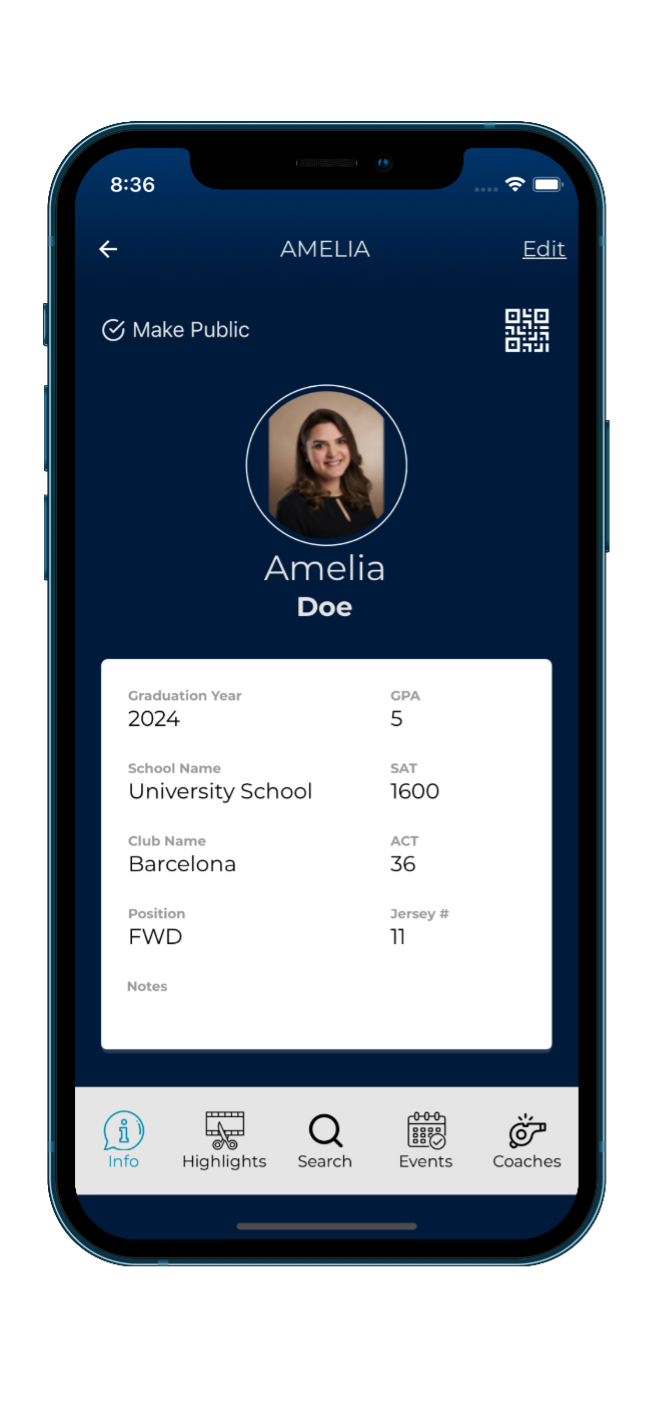 8:36
AMELIA
Edit
Make Public
Amelia
Doe
Graduation Year
GPA
2024
5
School Name
SAT
University School
1600
Club Name
ACT
Barcelona
36
Position
Jersey #
FWD
11
Notes
Info
Highlights
Search
Events
Coaches